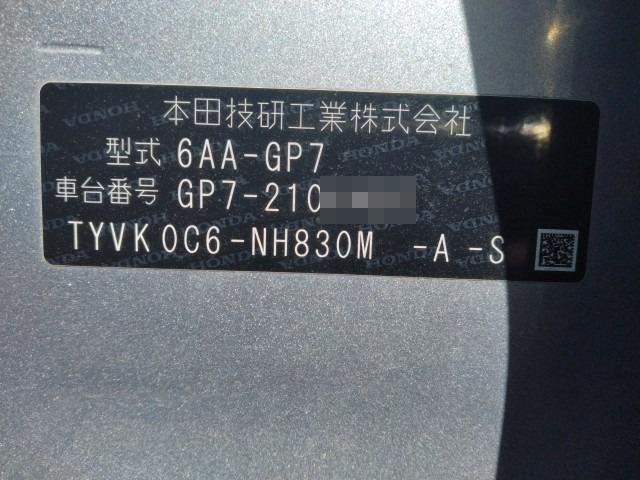 本田技研工業株式会社
型式 6AA-GP7
車台番号 GP7-210
TYVK0C6-NH830M -A -S